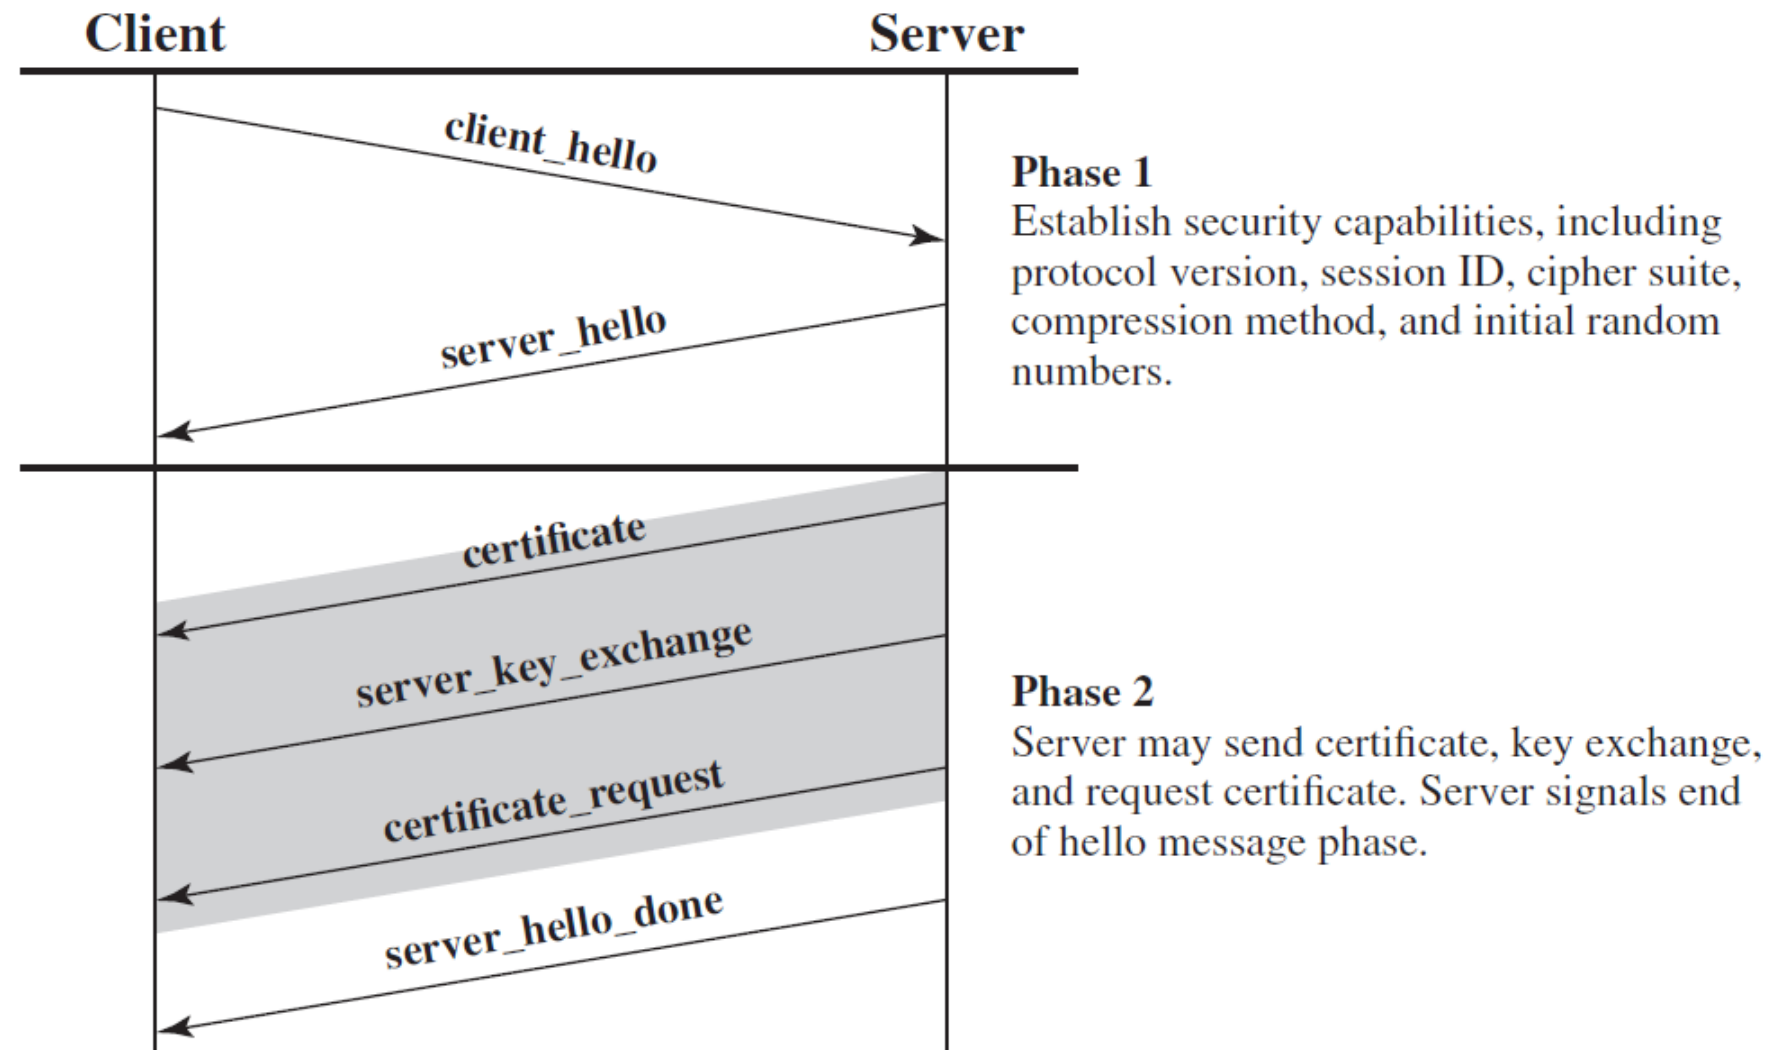 Client
Server
client_hello
Phase 1
Establish security capabilities, including
protocol version, session ID, cipher suite,
compression method, and initial random
numbers.
server_hello
certificate
server_key_exchange
Phase 2
Server may send certificate, key exchange,
and request certificate. Server signals end
of hello message phase.
certificate_request
server_hello_done